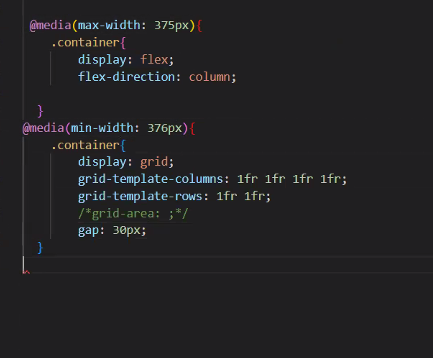 @media(max-width: 375px){
.container{
display: flex;
flex-direction: column;
}
@media(min-width: 376px){
.container{
display: grid;
grid-template-columns: 1fr 1fr 1fr 1fr;
grid-template-rows: 1fr 1fr;
/*grid-area: ;*/
gap: 30px;
}